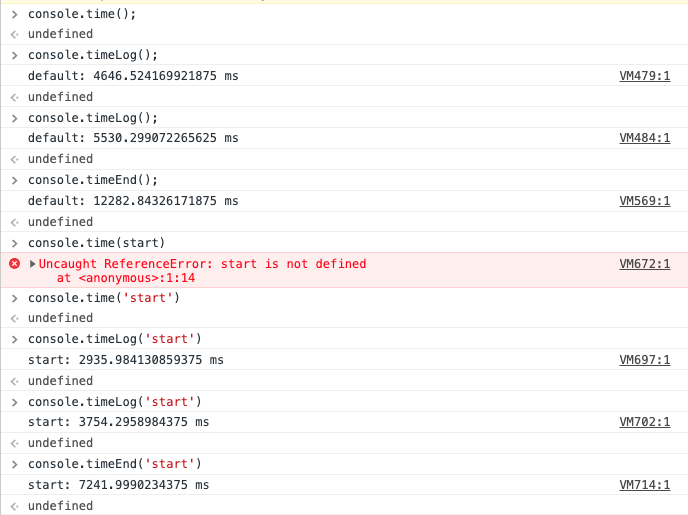 console.time();
undefined
console.timeLog();
default: 4646.524169921875 ms VM479:1
undefined
console.timeLog();
default: 5530.299072265625 ms VM484:1
undefined
console.timeEnd();
default: 12282.84326171875 ms VM569:1
undefined
console.time(start)
Uncaught ReferenceError: start is not defined VM672:1
at <anonymous>:1:14
console.time('start')
undefined
console.timeLog('start')
start: 2935.984130859375 ms VM697:1
undefined
console.timeLog('start')
start: 3754.2958984375 ms VM702:1
undefined
console.timeEnd('start')
start: 7241.9990234375 ms VM714:1
undefined